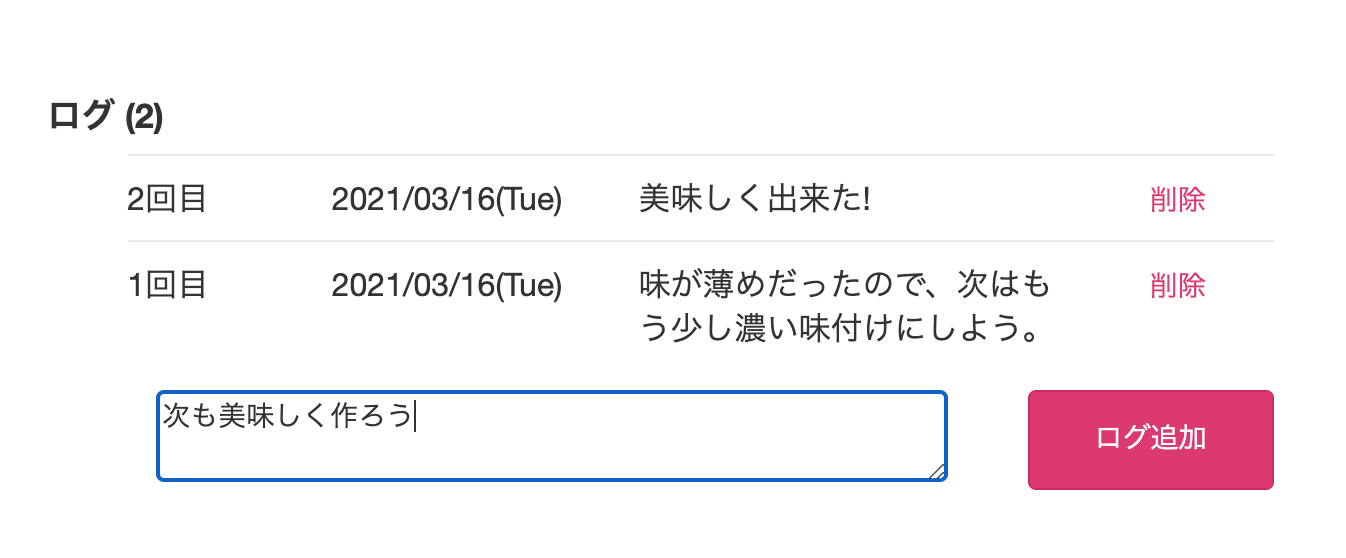 ログ (2)
2回目 2021/03/16(Tue) 美味しく出来た! 削除
1回目 2021/03/16(Tue) 味が薄めだったので、次はも 削除
う少し濃い味付けにしよう。
次も美味しく作ろう
ログ追加